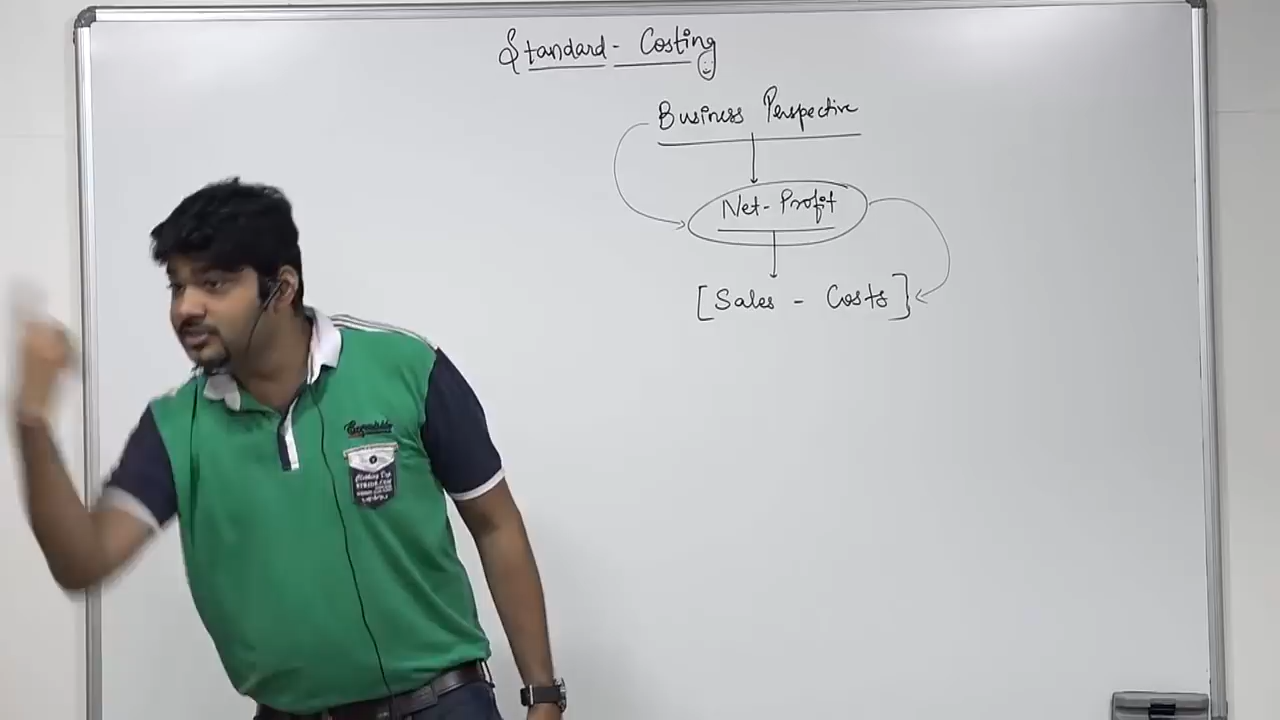 Standard - Costing
Business Perspective
Net - Profit
[Sales - Costs]